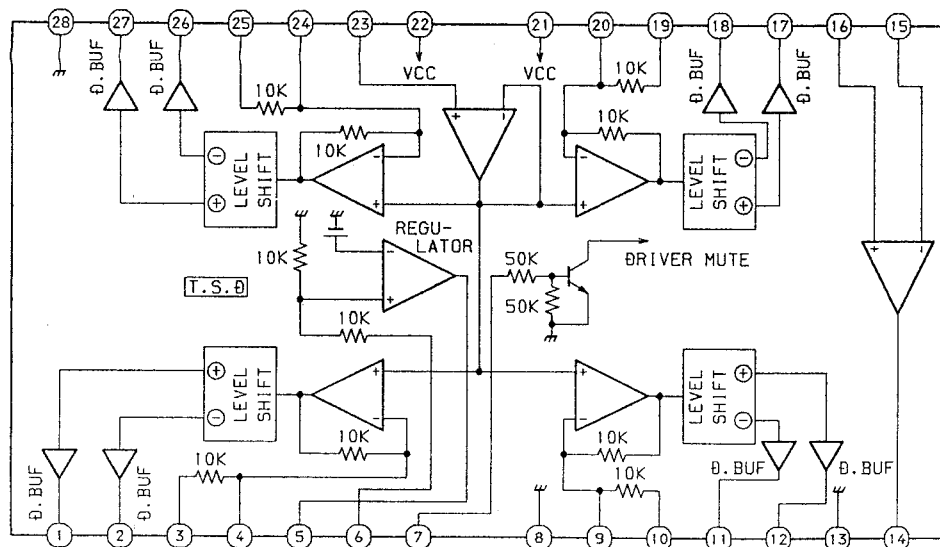 28 27 26 25 24 23 22 21 20 19 18 17 16 15
D.BUF
D.BUF
VCC
VCC
D.BUF
D.BUF
10K
10K
10K
10K
LEVEL SHIFT
LEVEL SHIFT
REGU-
LATOR
10K
50K
DRIVER MUTE
T.S.D
50K
10K
LEVEL SHIFT
LEVEL SHIFT
10K
10K
10K
10K
D.BUF
D.BUF
D.BUF
D.BUF
1 2 3 4 5 6 7 8 9 10 11 12 13 14